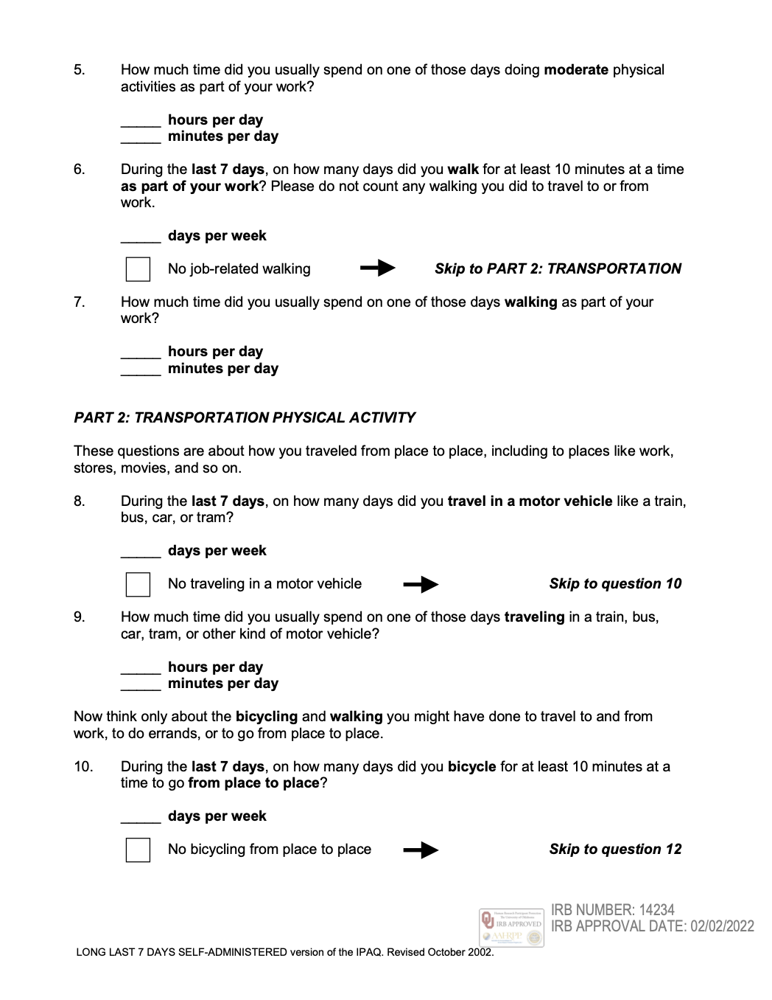 5. How much time did you usually spend on one of those days doing moderate physical
activities as part of your work?
_____ hours per day
_____ minutes per day
6. During the last 7 days, on how many days did you walk for at least 10 minutes at a time
as part of your work? Please do not count any walking you did to travel to or from
work.
_____ days per week
No job-related walking Skip to PART 2: TRANSPORTATION
7. How much time did you usually spend on one of those days walking as part of your
work?
_____ hours per day
_____ minutes per day
PART 2: TRANSPORTATION PHYSICAL ACTIVITY
These questions are about how you traveled from place to place, including to places like work,
stores, movies, and so on.
8. During the last 7 days, on how many days did you travel in a motor vehicle like a train,
bus, car, or tram?
_____ days per week
No traveling in a motor vehicle Skip to question 10
9. How much time did you usually spend on one of those days traveling in a train, bus,
car, tram, or other kind of motor vehicle?
_____ hours per day
_____ minutes per day
Now think only about the bicycling and walking you might have done to travel to and from
work, to do errands, or to go from place to place.
10. During the last 7 days, on how many days did you bicycle for at least 10 minutes at a
time to go from place to place?
_____ days per week
No bicycling from place to place Skip to question 12
IRB APPROVED
AAHRPP
IRB NUMBER: 14234
IRB APPROVAL DATE: 02/02/2022
LONG LAST 7 DAYS SELF-ADMINISTERED version of the IPAQ. Revised October 2002.